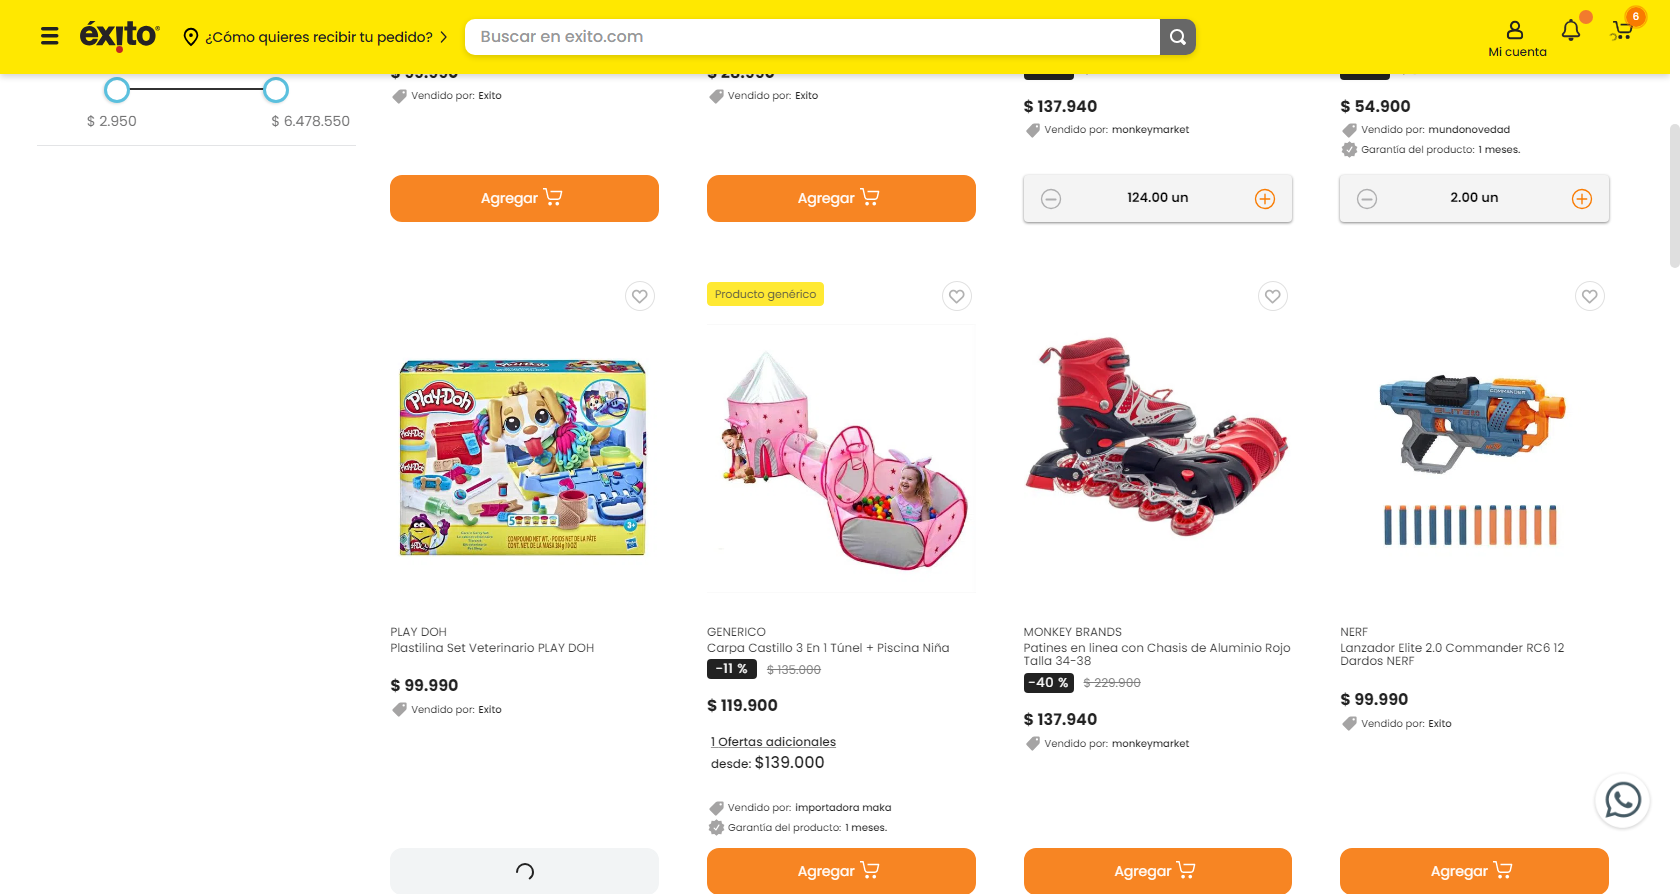 éxito
¿Cómo quieres recibir tu pedido?
Buscar en exito.com
Mi cuenta
6
$ 2.950
$ 6.478.550
Vendido por: Exito
Vendido por: Exito
$ 137.940
Vendido por: monkeymarket
$ 54.900
Vendido por: mundonovedad
Garantía del producto: 1 meses.
Agregar
Agregar
124.00 un
2.00 un
Producto genérico
Play-Doh
PLAY DOH
Plastilina Set Veterinario PLAY DOH
$ 99.990
Vendido por: Exito
GENERICO
Carpa Castillo 3 En 1 Túnel + Piscina Niña
-11 %
$ 135.000
$ 119.900
1 Ofertas adicionales
desde: $139.000
Vendido por: importadora maka
Garantía del producto: 1 meses.
Agregar
MONKEY BRANDS
Patines en linea con Chasis de Aluminio Rojo
Talla 34-38
-40 %
$ 229.900
$ 137.940
Vendido por: monkeymarket
Agregar
NERF
Lanzador Elite 2.0 Commander RC6 12
Dardos NERF
$ 99.990
Vendido por: Exito
Agregar